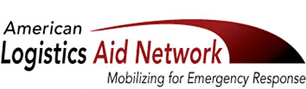 American
Logistics Aid Network
Mobilizing for Emergency Response